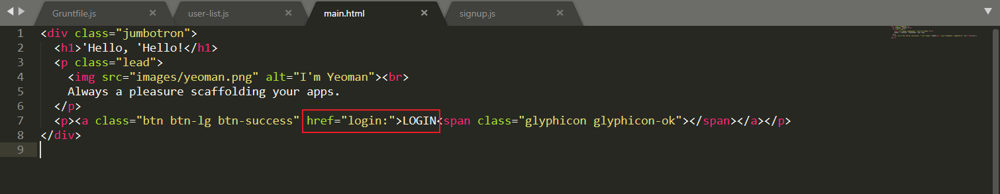 Gruntfile.js × user-list.js × main.html × signup.js ×
1 <div class="jumbotron">
2 <h1>'Hello, 'Hello!</h1>
3 <p class="lead">
4 <img src="images/yeoman.png" alt="I'm Yeoman"><br>
5 Always a pleasure scaffolding your apps.
6 </p>
7 <p><a class="btn btn-lg btn-success" href="login:">LOGIN<span class="glyphicon glyphicon-ok"></span></a></p>
8 </div>
9